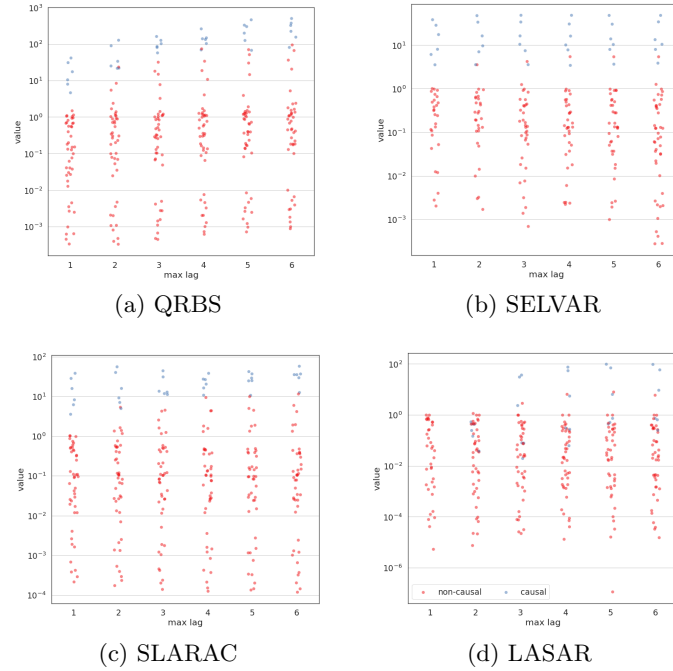 10³
10²
10¹
10⁰
10⁻¹
10⁻²
10⁻³
value
1 2 3 4 5 6
max lag
(a) QRBS
10¹
10⁰
10⁻¹
10⁻²
10⁻³
value
1 2 3 4 5 6
max lag
(b) SELVAR
10²
10¹
10⁰
10⁻¹
10⁻²
10⁻³
10⁻⁴
value
1 2 3 4 5 6
max lag
(c) SLARAC
10²
10⁰
10⁻²
10⁻⁴
10⁻⁶
value
non-causal causal
1 2 3 4 5 6
max lag
(d) LASAR